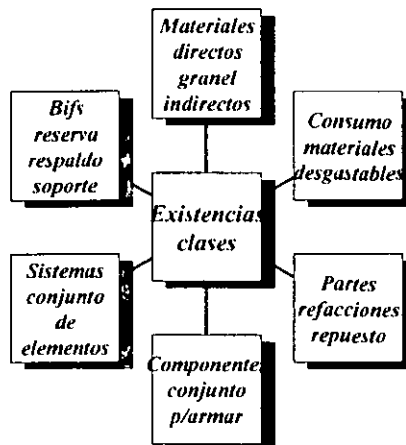 Materiales
directos
granel
indirectos
Bifs
reserva
respaldo
soporte
Consumo
materiales
desgastables
Existencias
clases
Sistemas
conjunto
de
elementos
Partes
refacciones
repuesto
Componente
conjunto
p/armar